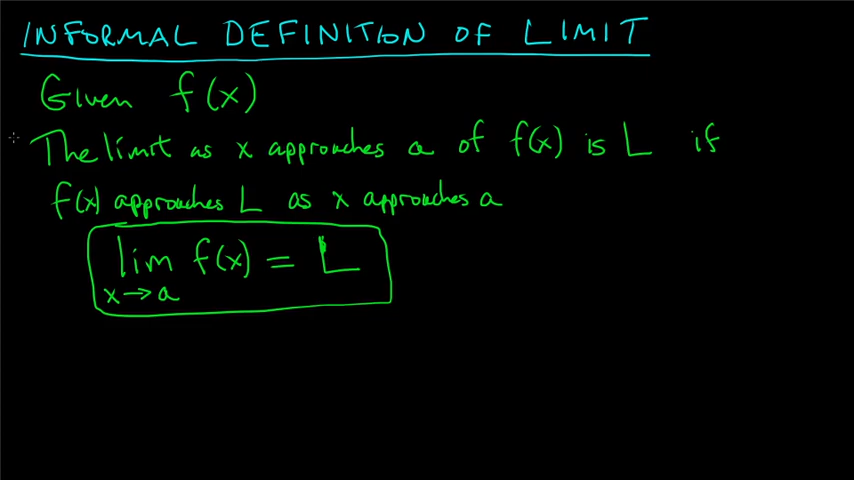 INFORMAL DEFINITION OF LIMIT
Given f(x)
The limit as x approaches a of f(x) is L if
f(x) approaches L as x approaches a
lim f(x) = L
x→a